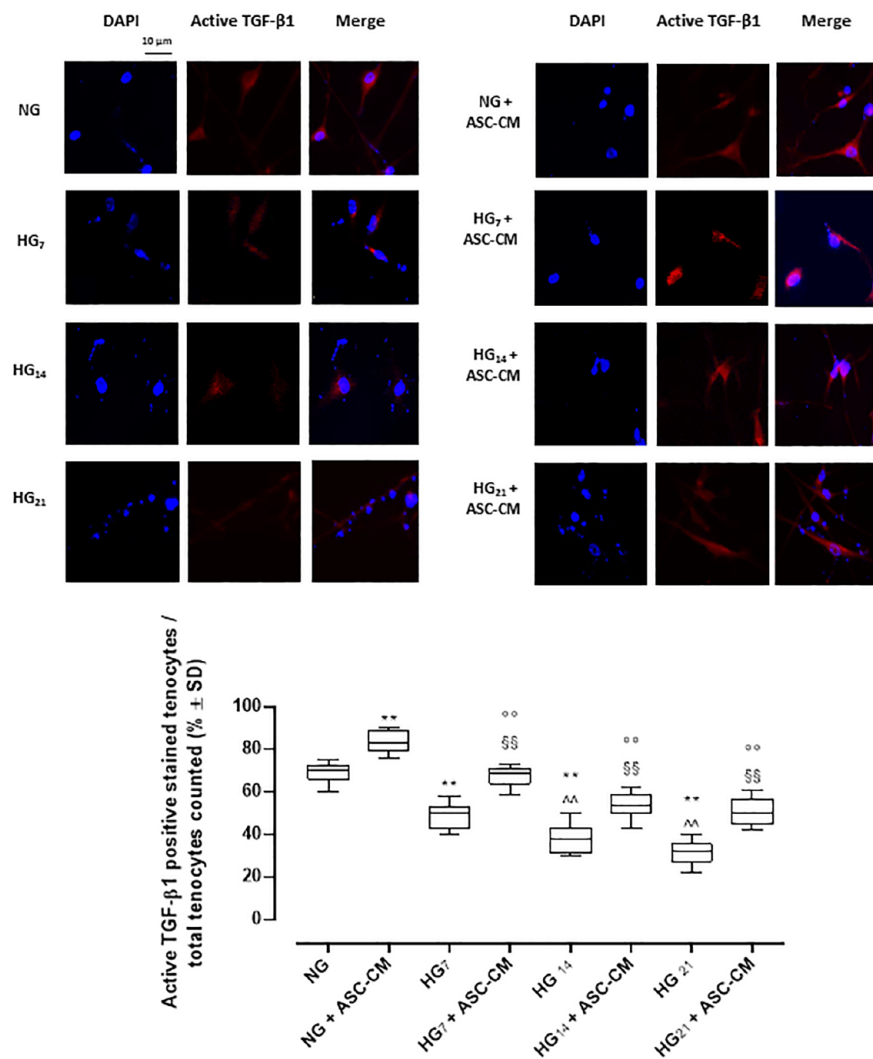 DAPI Active TGF-β1 Merge
10 µm
NG
HG₇
HG₁₄
HG₂₁
DAPI Active TGF-β1 Merge
NG +
ASC-CM
HG₇ +
ASC-CM
HG₁₄ +
ASC-CM
HG₂₁ +
ASC-CM
Active TGF-β1 positive stained tenocytes /
total tenocytes counted (% ± SD)
100
80
60
40
20
0
**
**
°°
§§
**
^^
°°
§§
**
^^
°°
§§
NG
NG + ASC-CM
HG₇
HG₇ + ASC-CM
HG ₁₄
HG₁₄ + ASC-CM
HG ₂₁
HG₂₁ + ASC-CM